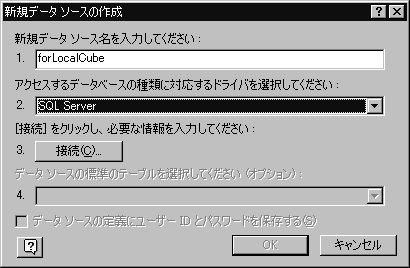 新規データ ソースの作成
新規データ ソース名を入力してください：
1. forLocalCube
アクセスするデータベースの種類に対応するドライバを選択してください：
2. SQL Server
[接続] をクリックし、必要な情報を入力してください：
3. 接続(C)...
データ ソースの標準のテーブルを選択してください (オプション)：
4.
データ ソースの定義にユーザー ID とパスワードを保存する(S)
OK キャンセル